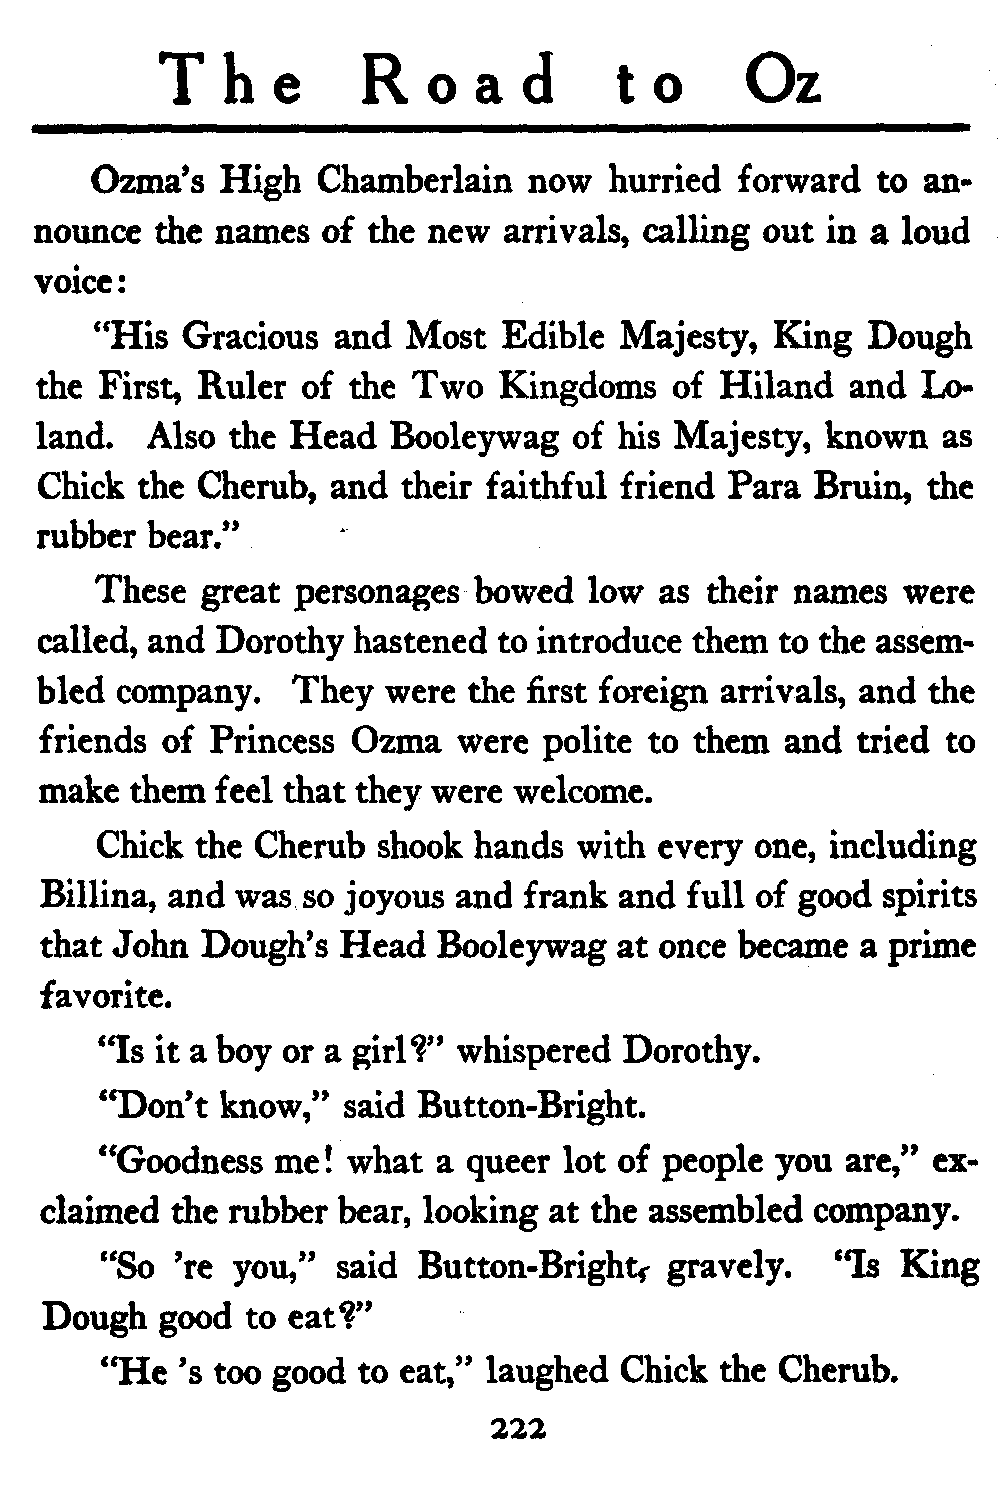 The Road to Oz
Ozma's High Chamberlain now hurried forward to an-
nounce the names of the new arrivals, calling out in a loud
voice:
"His Gracious and Most Edible Majesty, King Dough
the First, Ruler of the Two Kingdoms of Hiland and Lo-
land. Also the Head Booleywag of his Majesty, known as
Chick the Cherub, and their faithful friend Para Bruin, the
rubber bear."
These great personages bowed low as their names were
called, and Dorothy hastened to introduce them to the assem-
bled company. They were the first foreign arrivals, and the
friends of Princess Ozma were polite to them and tried to
make them feel that they were welcome.
Chick the Cherub shook hands with every one, including
Billina, and was so joyous and frank and full of good spirits
that John Dough's Head Booleywag at once became a prime
favorite.
"Is it a boy or a girl?" whispered Dorothy.
"Don't know," said Button-Bright.
"Goodness me! what a queer lot of people you are," ex-
claimed the rubber bear, looking at the assembled company.
"So 're you," said Button-Bright, gravely. "Is King
Dough good to eat?"
"He 's too good to eat," laughed Chick the Cherub.
222